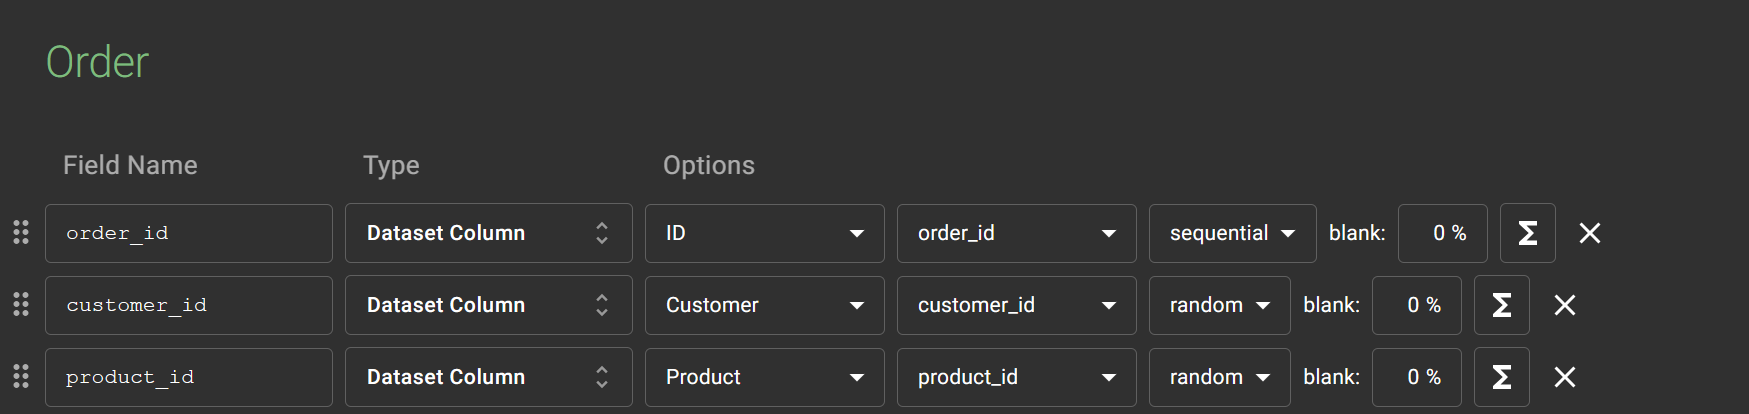 Order
Field Name Type Options
order_id Dataset Column ID order_id sequential blank: 0 % Σ
customer_id Dataset Column Customer customer_id random blank: 0 % Σ
product_id Dataset Column Product product_id random blank: 0 % Σ